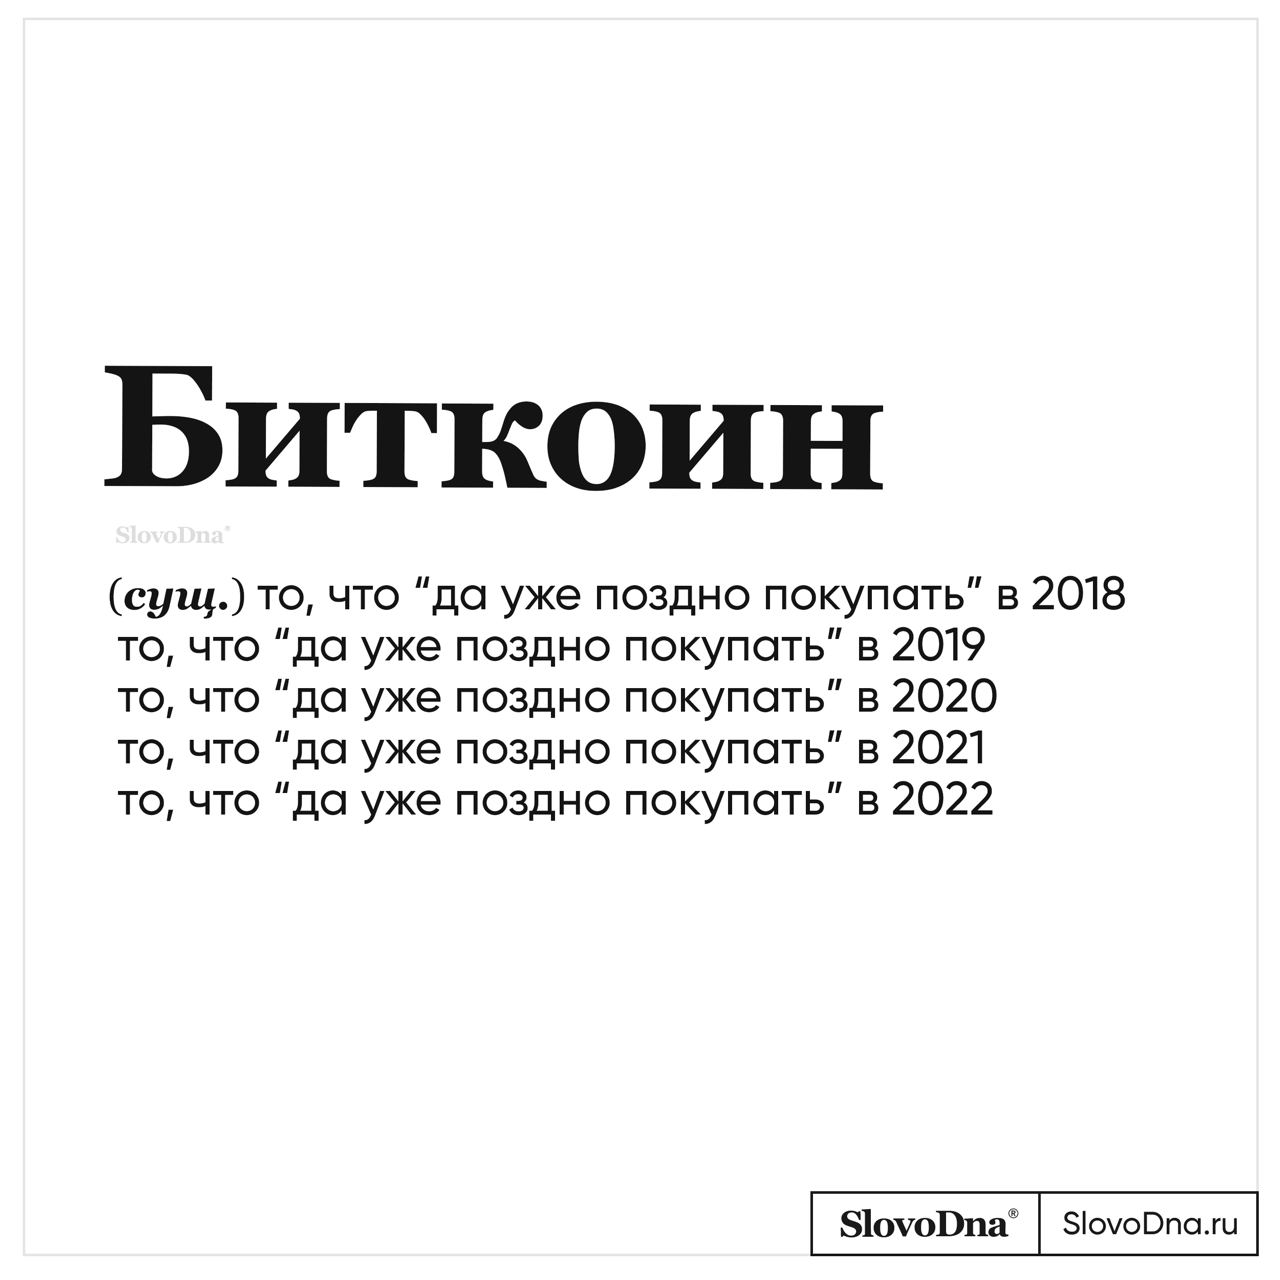 Биткоин
SlovoDna®
(сущ.) то, что “да уже поздно покупать” в 2018
то, что “да уже поздно покупать” в 2019
то, что “да уже поздно покупать” в 2020
то, что “да уже поздно покупать” в 2021
то, что “да уже поздно покупать” в 2022
SlovoDna® SlovoDna.ru